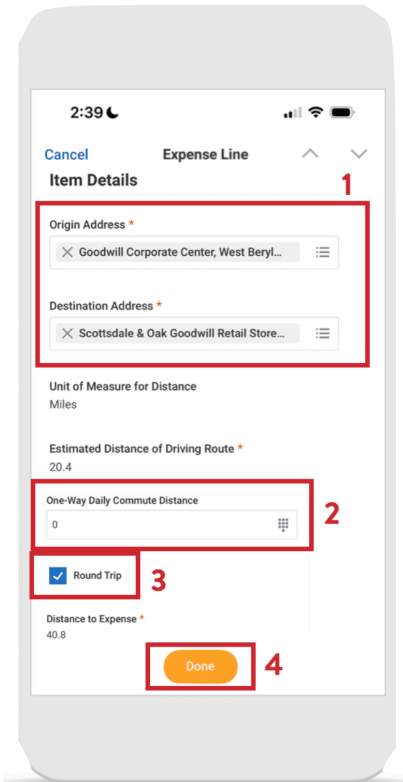 2:39
Cancel Expense Line
Item Details
1
Origin Address *
Goodwill Corporate Center, West Beryl...
Destination Address *
Scottsdale & Oak Goodwill Retail Store...
Unit of Measure for Distance
Miles
Estimated Distance of Driving Route *
20.4
One-Way Daily Commute Distance
0
2
Round Trip
3
Distance to Expense *
40.8
Done
4